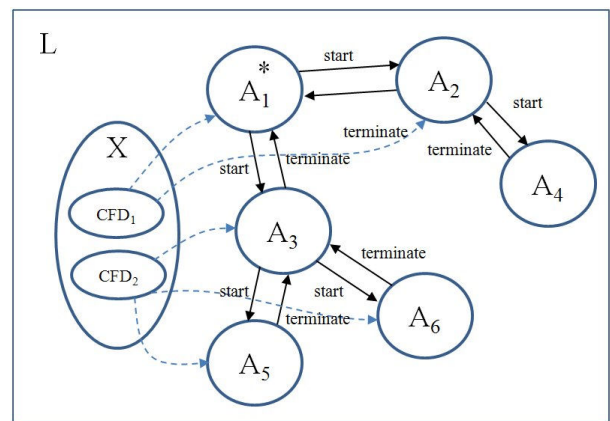 L
*
A₁
start
A₂
terminate
start
terminate
A₄
X
CFD₁
start
terminate
A₃
terminate
CFD₂
start
start
terminate
A₆
A₅